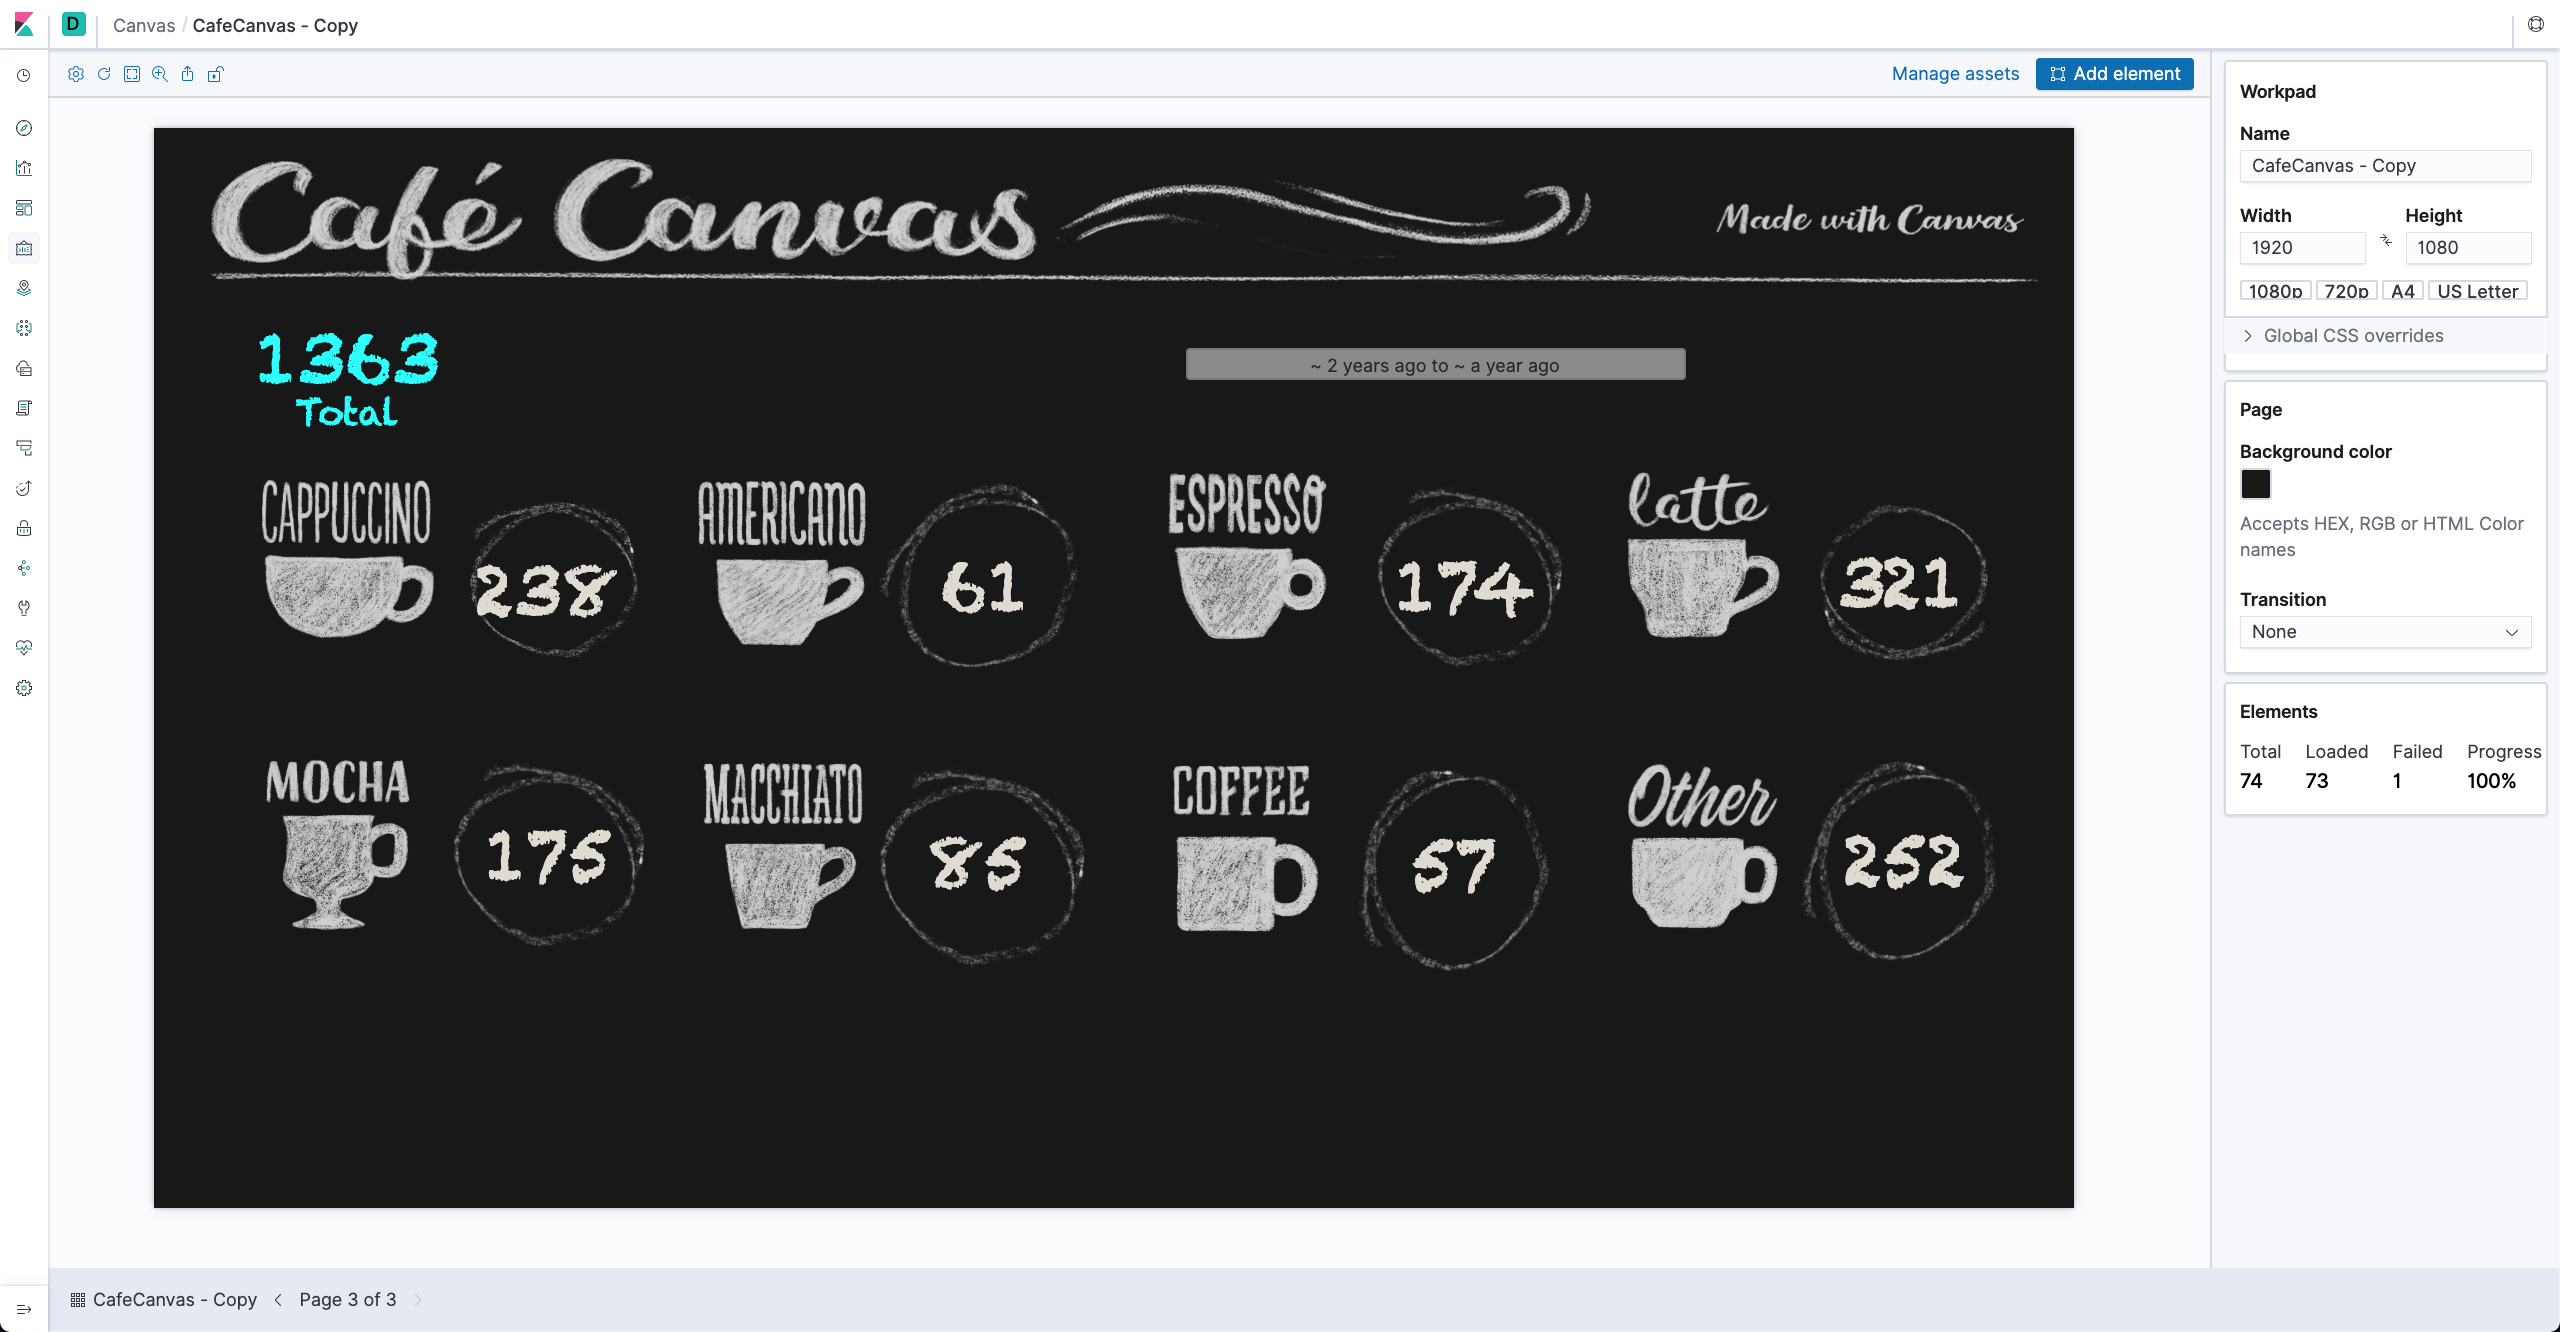 D Canvas / CafeCanvas - Copy
Manage assets
Add element
Café Canvas
Made with Canvas
1363
Total
~ 2 years ago to ~ a year ago
CAPPUCCINO
238
AMERICANO
61
ESPRESSO
174
latte
321
MOCHA
175
MACCHIATO
85
COFFEE
57
Other
252
CafeCanvas - Copy
Page 3 of 3
Workpad
Name
CafeCanvas - Copy
Width Height
1920 1080
1080p 720p A4 US Letter
Global CSS overrides
Page
Background color
Accepts HEX, RGB or HTML Color
names
Transition
None
Elements
Total Loaded Failed Progress
74 73 1 100%